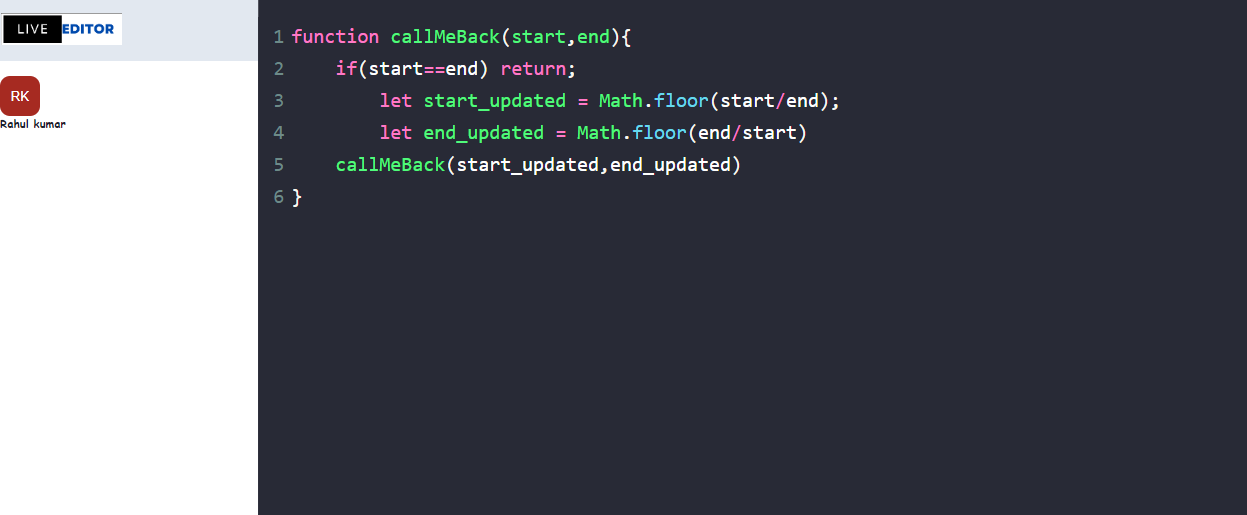 LIVE EDITOR
RK
Rahul kumar
1 function callMeBack(start,end){
2     if(start==end) return;
3         let start_updated = Math.floor(start/end);
4         let end_updated = Math.floor(end/start)
5     callMeBack(start_updated,end_updated)
6 }